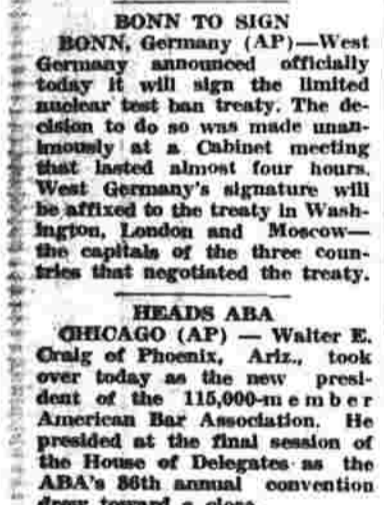 BONN TO SIGN
BONN, Germany (AP)—West
Germany announced officially
today it will sign the limited
nuclear test ban treaty. The de-
cision to do so was made unan-
imously at a Cabinet meeting
that lasted almost four hours.
West Germany's signature will
be affixed to the treaty in Wash-
ington, London and Moscow—
the capitals of the three coun-
tries that negotiated the treaty.
HEADS ABA
CHICAGO (AP) — Walter E.
Craig of Phoenix, Ariz., took
over today as the new presi-
dent of the 115,000-member
American Bar Association. He
presided at the final session of
the House of Delegates as the
ABA's 86th annual convention
drew toward a close.